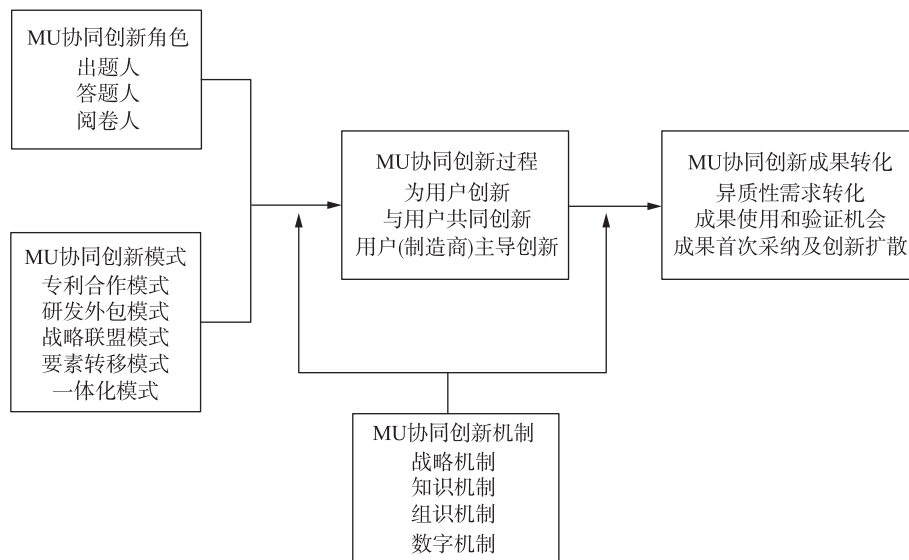 MU协同创新角色
出题人
答题人
阅卷人
MU协同创新模式
专利合作模式
研发外包模式
战略联盟模式
要素转移模式
一体化模式
MU协同创新过程
为用户创新
与用户共同创新
用户(制造商)主导创新
MU协同创新成果转化
异质性需求转化
成果使用和验证机会
成果首次采纳及创新扩散
MU协同创新机制
战略机制
知识机制
组识机制
数字机制